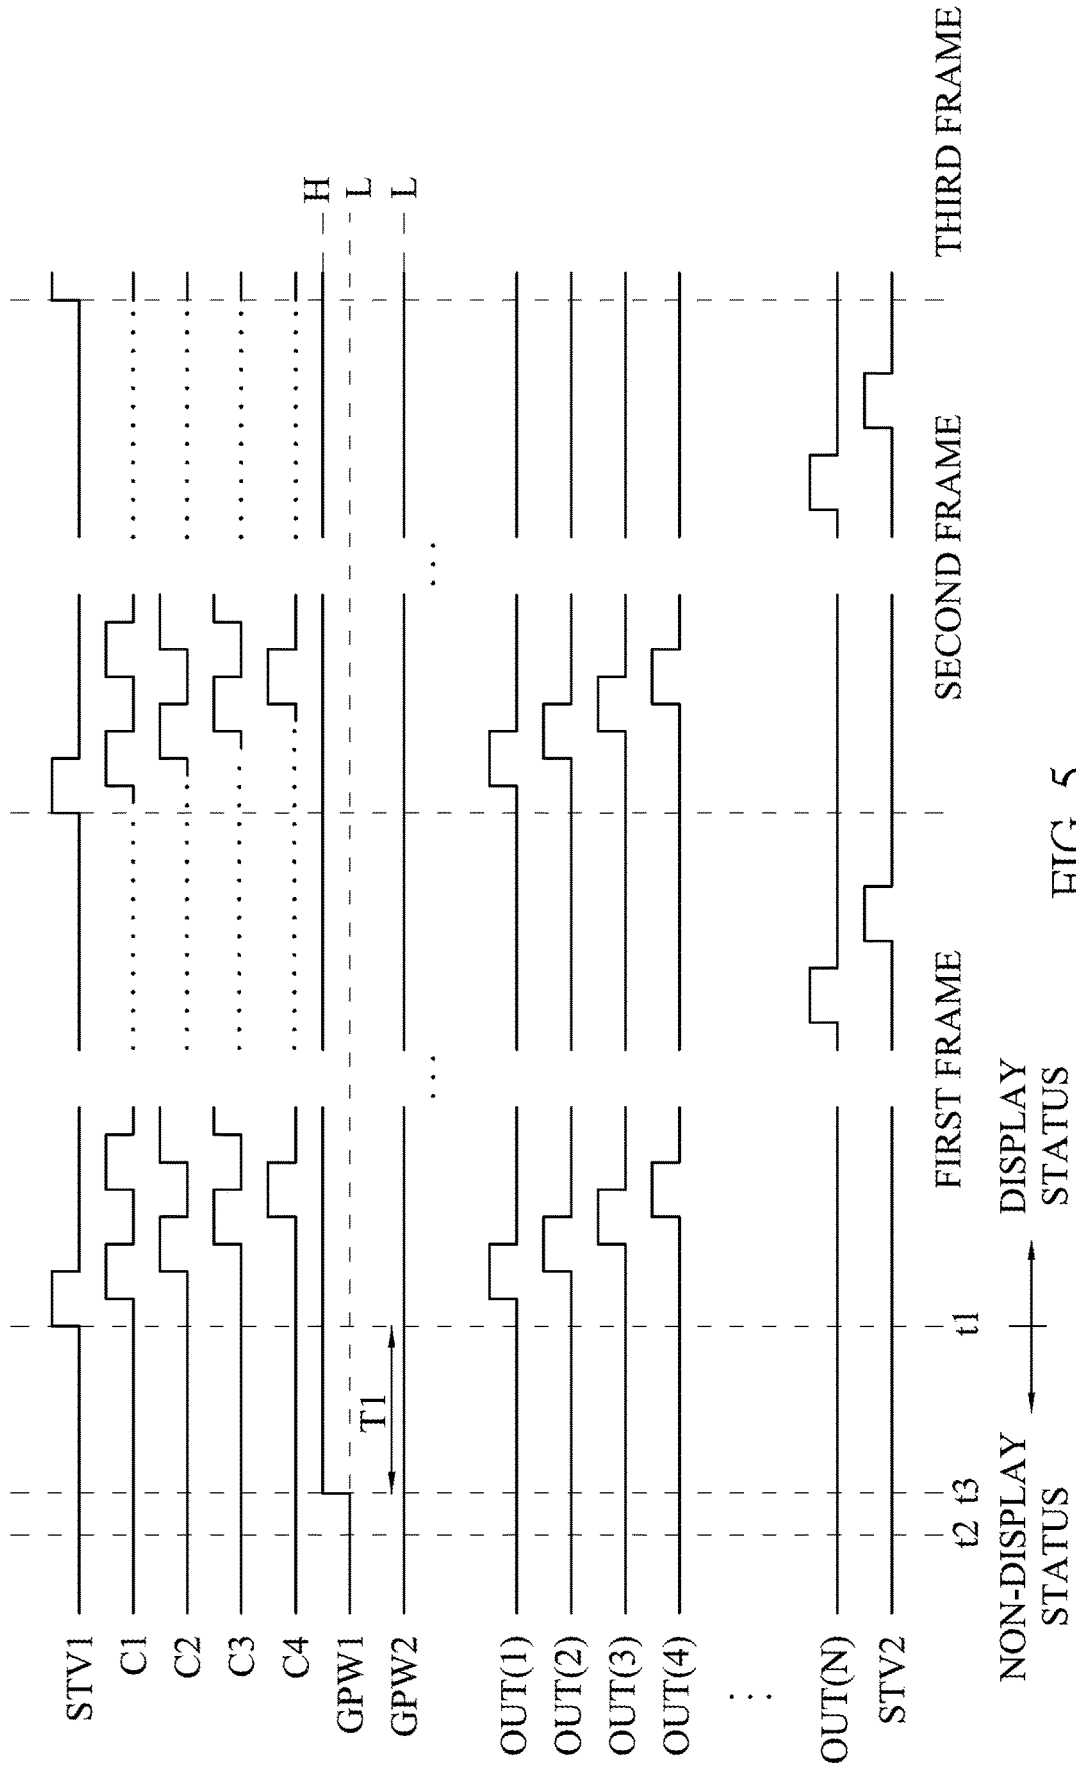 STV1
C1
C2
C3
C4
GPW1
GPW2
H
L
L
T1
OUT(1)
OUT(2)
OUT(3)
OUT(4)
OUT(N)
STV2
t2 t3 t1
FIRST FRAME
SECOND FRAME
THIRD FRAME
NON-DISPLAY
STATUS
DISPLAY
STATUS
FIG. 5